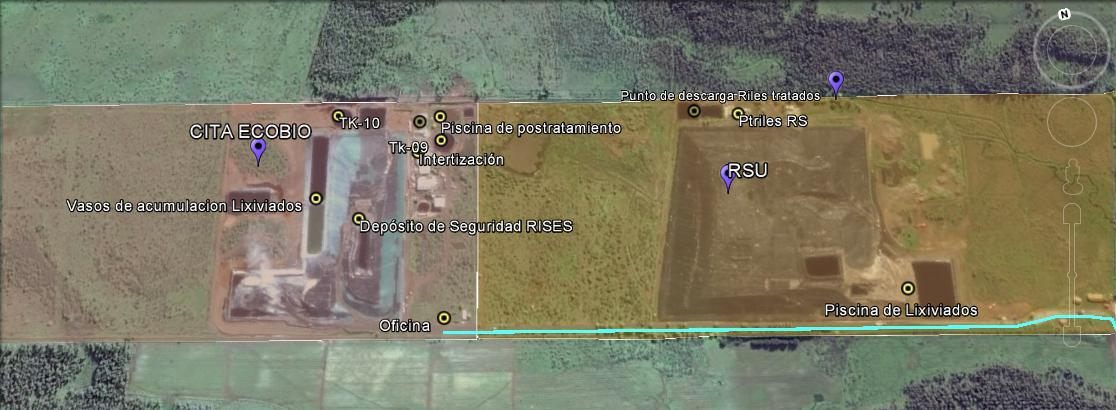 N
Punto de descarga Riles tratados
TK-10
Ptriles RS
CITA ECOBIO
Piscina de postratamiento
Tk-09
Intertización
RSU
Vasos de acumulacion Lixiviados
Depósito de Seguridad RISES
Piscina de Lixiviados
Oficina